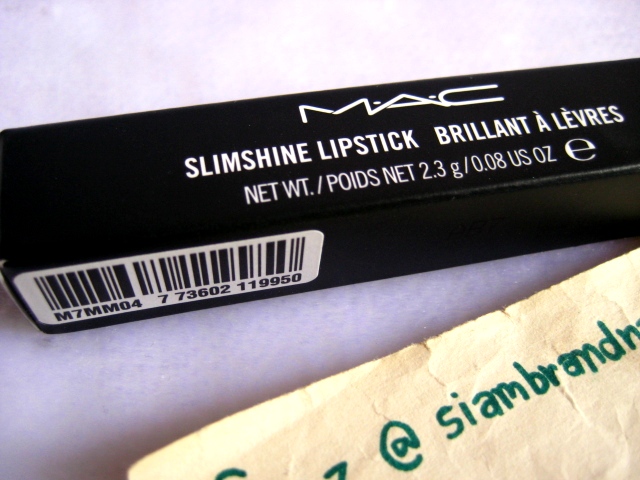 M·A·C
SLIMSHINE LIPSTICK BRILLANT À LÈVRES
NET WT./POIDS NET 2.3 g/0.08 US OZ ℮
M7MM04 7 73602 119950
@ siambrandn